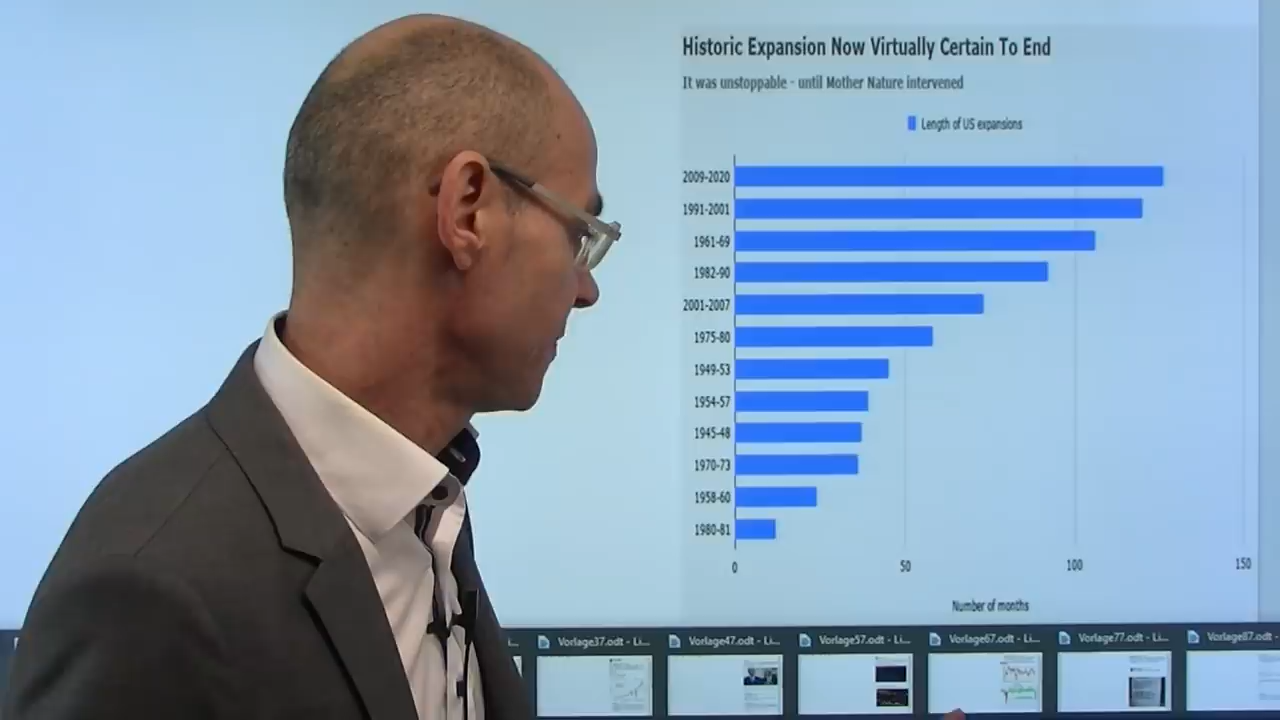 Historic Expansion Now Virtually Certain To End
It was unstoppable - until Mother Nature intervened
Length of US expansions
2009-2020
1991-2001
1961-69
1982-90
2001-2007
1975-80
1949-53
1954-57
1945-48
1970-73
1958-60
1980-81
0 50 100 150
Number of months
Vorlage37.odt - Li...
Vorlage47.odt - Li...
Vorlage57.odt - Li...
Vorlage67.odt - Li...
Vorlage77.odt - Li...
Vorlage87.odt -